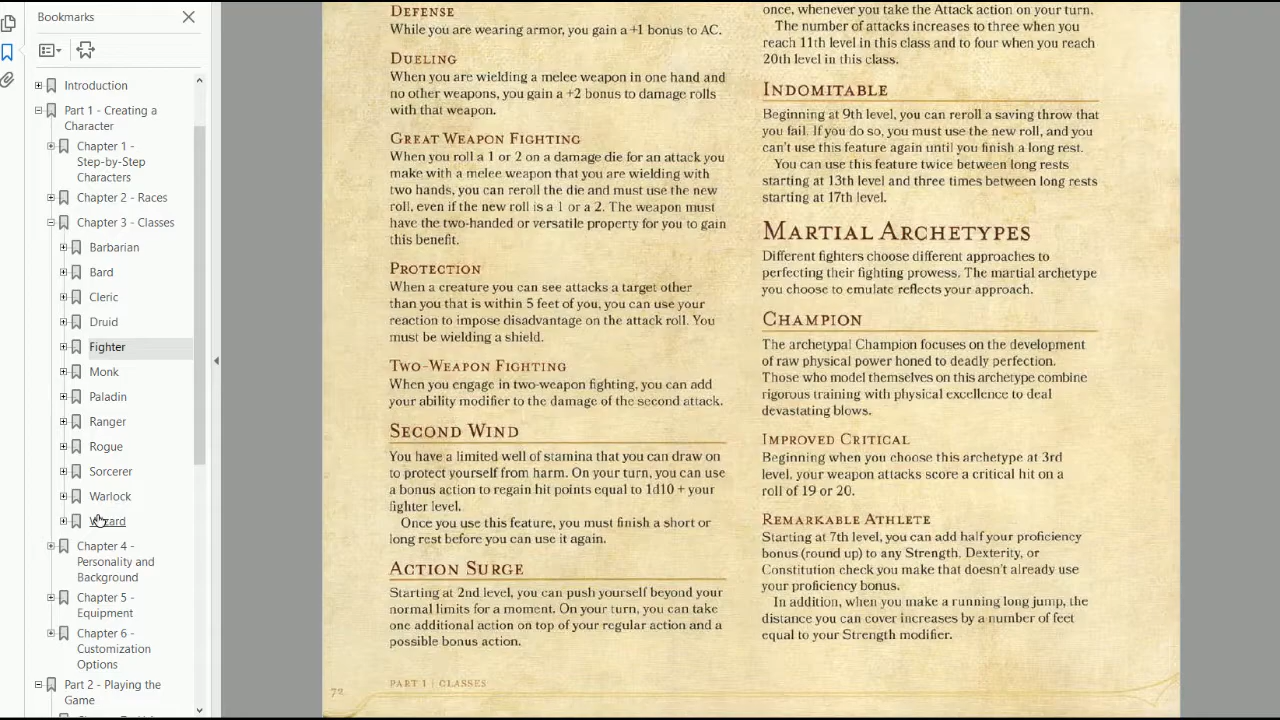 Bookmarks
Introduction
Part 1 - Creating a
Character
Chapter 1 -
Step-by-Step
Characters
Chapter 2 - Races
Chapter 3 - Classes
Barbarian
Bard
Cleric
Druid
Fighter
Monk
Paladin
Ranger
Rogue
Sorcerer
Warlock
Wizard
Chapter 4 -
Personality and
Background
Chapter 5 -
Equipment
Chapter 6 -
Customization
Options
Part 2 - Playing the
Game
DEFENSE
While you are wearing armor, you gain a +1 bonus to AC.
DUELING
When you are wielding a melee weapon in one hand and
no other weapons, you gain a +2 bonus to damage rolls
with that weapon.
GREAT WEAPON FIGHTING
When you roll a 1 or 2 on a damage die for an attack you
make with a melee weapon that you are wielding with
two hands, you can reroll the die and must use the new
roll, even if the new roll is a 1 or a 2. The weapon must
have the two-handed or versatile property for you to gain
this benefit.
PROTECTION
When a creature you can see attacks a target other
than you that is within 5 feet of you, you can use your
reaction to impose disadvantage on the attack roll. You
must be wielding a shield.
TWO-WEAPON FIGHTING
When you engage in two-weapon fighting, you can add
your ability modifier to the damage of the second attack.
SECOND WIND
You have a limited well of stamina that you can draw on
to protect yourself from harm. On your turn, you can use
a bonus action to regain hit points equal to 1d10 + your
fighter level.
Once you use this feature, you must finish a short or
long rest before you can use it again.
ACTION SURGE
Starting at 2nd level, you can push yourself beyond your
normal limits for a moment. On your turn, you can take
one additional action on top of your regular action and a
possible bonus action.
once, whenever you take the Attack action on your turn.
The number of attacks increases to three when you
reach 11th level in this class and to four when you reach
20th level in this class.
INDOMITABLE
Beginning at 9th level, you can reroll a saving throw that
you fail. If you do so, you must use the new roll, and you
can't use this feature again until you finish a long rest.
You can use this feature twice between long rests
starting at 13th level and three times between long rests
starting at 17th level.
MARTIAL ARCHETYPES
Different fighters choose different approaches to
perfecting their fighting prowess. The martial archetype
you choose to emulate reflects your approach.
CHAMPION
The archetypal Champion focuses on the development
of raw physical power honed to deadly perfection.
Those who model themselves on this archetype combine
rigorous training with physical excellence to deal
devastating blows.
IMPROVED CRITICAL
Beginning when you choose this archetype at 3rd
level, your weapon attacks score a critical hit on a
roll of 19 or 20.
REMARKABLE ATHLETE
Starting at 7th level, you can add half your proficiency
bonus (round up) to any Strength, Dexterity, or
Constitution check you make that doesn't already use
your proficiency bonus.
In addition, when you make a running long jump, the
distance you can cover increases by a number of feet
equal to your Strength modifier.
72
PART 1 | CLASSES